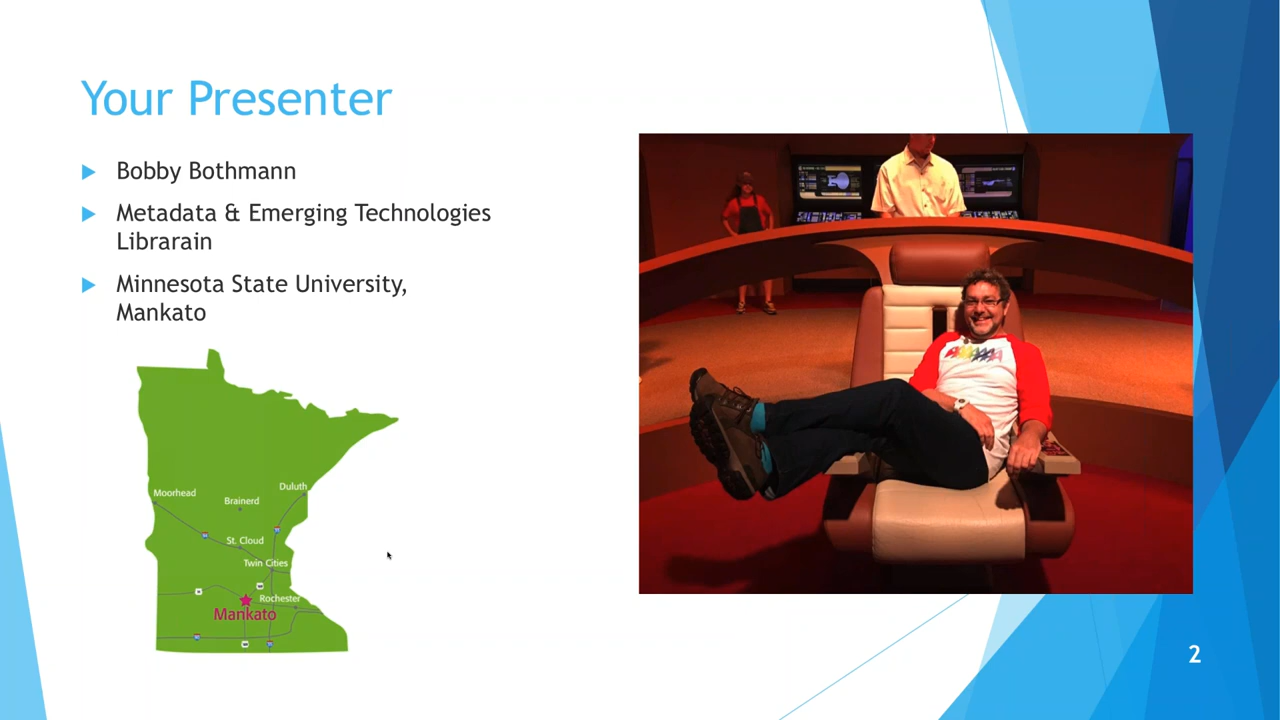 Your Presenter
Bobby Bothmann
Metadata & Emerging Technologies
Librarain
Minnesota State University,
Mankato
Moorhead
Brainerd
Duluth
St. Cloud
Twin Cities
Rochester
Mankato
2